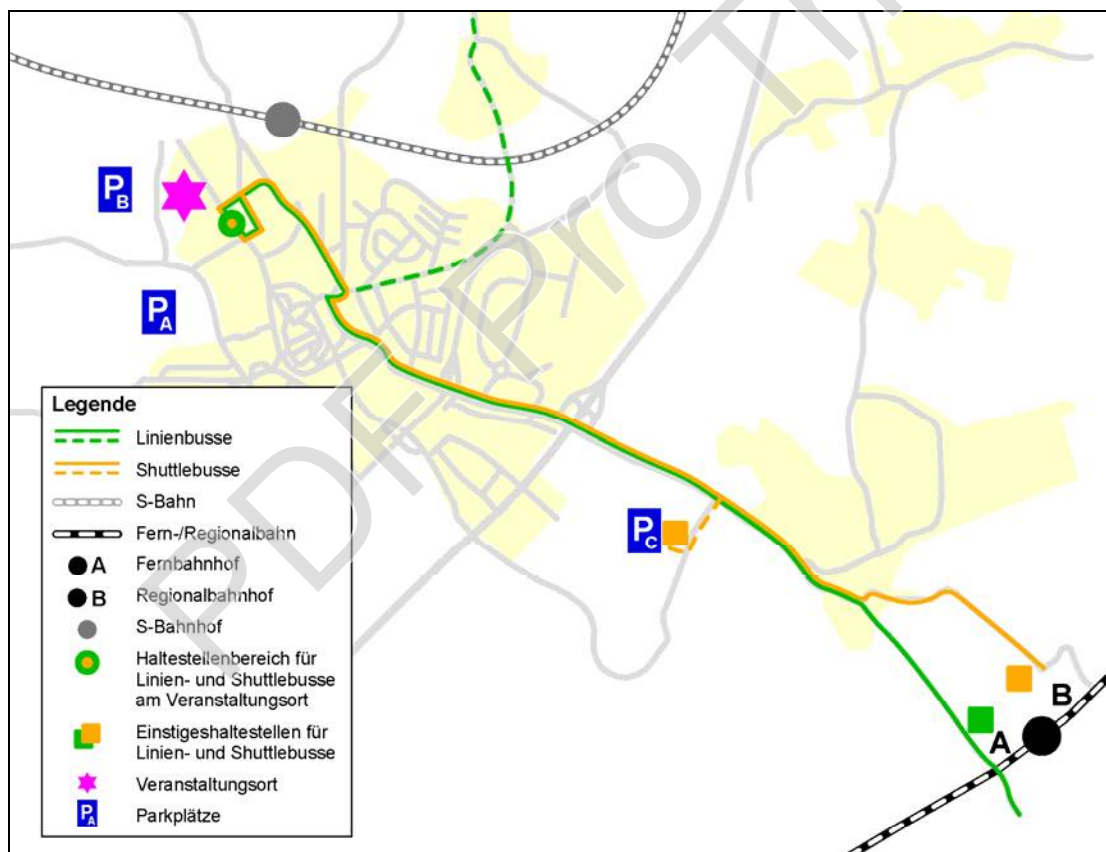 PDF Pro Tr
P B
P A
P C
B
A
Legende
Linienbusse
Shuttlebusse
S-Bahn
Fern-/Regionalbahn
A Fernbahnhof
B Regionalbahnhof
S-Bahnhof
Haltestellenbereich für
Linien- und Shuttlebusse
am Veranstaltungsort
Einstigeshaltestellen für
Linien- und Shuttlebusse
Veranstaltungsort
P A Parkplätze